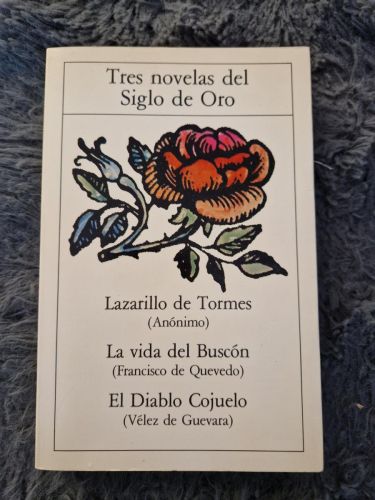 Tres novelas del
Siglo de Oro
Lazarillo de Tormes
(Anónimo)
La vida del Buscón
(Francisco de Quevedo)
El Diablo Cojuelo
(Vélez de Guevara)